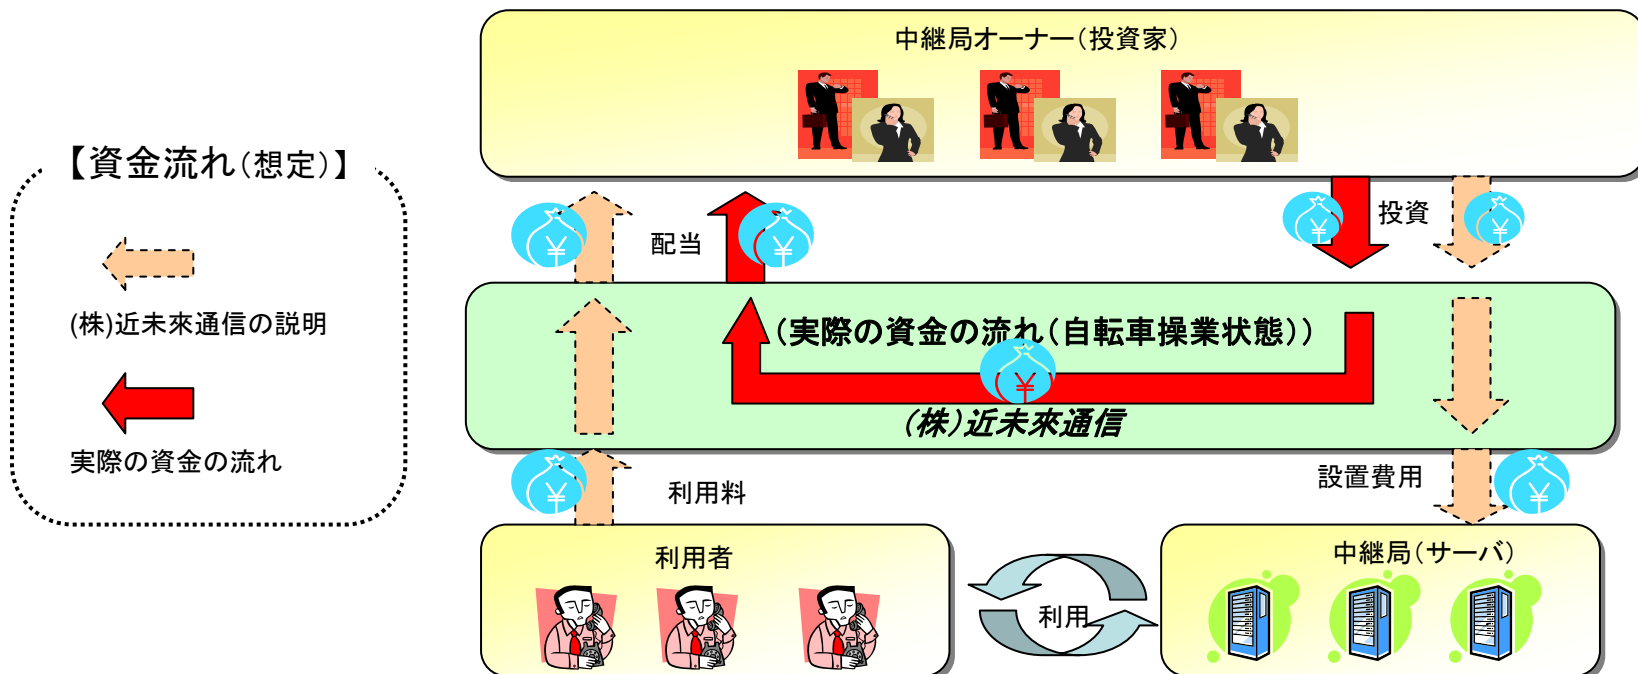 中継局オーナー(投資家)
【資金流れ(想定)】
(株)近未來通信の説明
実際の資金の流れ
配当
投資
(実際の資金の流れ(自転車操業状態))
(株)近未來通信
利用料
設置費用
利用者
中継局(サーバ)
利用
¥
¥
¥
¥
¥
¥
¥